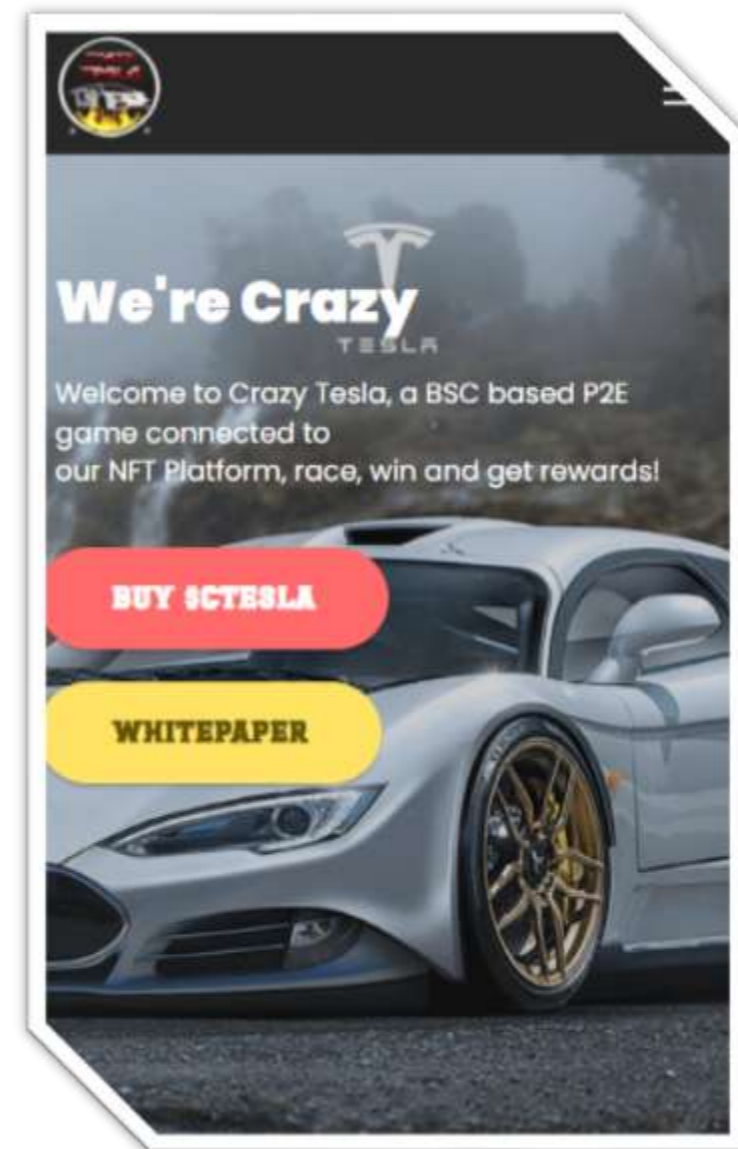 We're Crazy
TESLA
Welcome to Crazy Tesla, a BSC based P2E
game connected to
our NFT Platform, race, win and get rewards!
BUY $CTESLA
WHITEPAPER